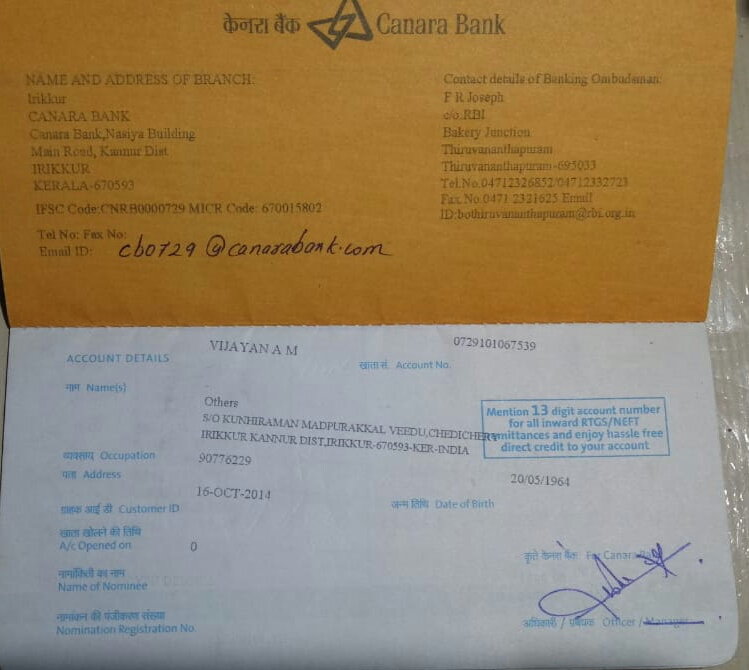 केनरा बैंक Canara Bank
NAME AND ADDRESS OF BRANCH:
Irikkur
CANARA BANK
Canara Bank,Nasiya Building
Main Road, Kannur Dist.
IRIKKUR
KERALA-670593
IFSC Code:CNRB0000729 MICR Code: 670015802
Tel No: Fax No:
Email ID: cb0729@canarabank.com
Contact details of Banking Ombudsman:
F R Joseph
c/o.RBI
Bakery Junction
Thiruvananthapuram
Thiruvananthapuram-695033
Tel.No.04712326852/04712332723
Fax.No.0471 2321625 Email
ID:bothiruvananthapuram@rbi.org.in
ACCOUNT DETAILS
VIJAYAN A M
खाता सं. Account No.
0729101067539
नाम Name(s)
Others
S/O KUNHIRAMAN MADPURAKKAL VEEDU,CHEDICHERY
IRIKKUR KANNUR DIST,IRIKKUR-670593-KER-INDIA
Mention 13 digit account number
for all inward RTGS/NEFT
remittances and enjoy hassle free
direct credit to your account
व्यवसाय Occupation
90776229
पता Address
20/05/1964
16-OCT-2014
ग्राहक आई डी Customer ID
जन्म तिथि Date of Birth
खाता खोलने की तिथि
A/c Opened on
0
कृते केनरा बैंक For Canara Bank
नामांकिती का नाम
Name of Nominee
नामांकन की पंजीकरण संख्या
Nomination Registration No.
अधिकारी / प्रबंधक Officer / Manager